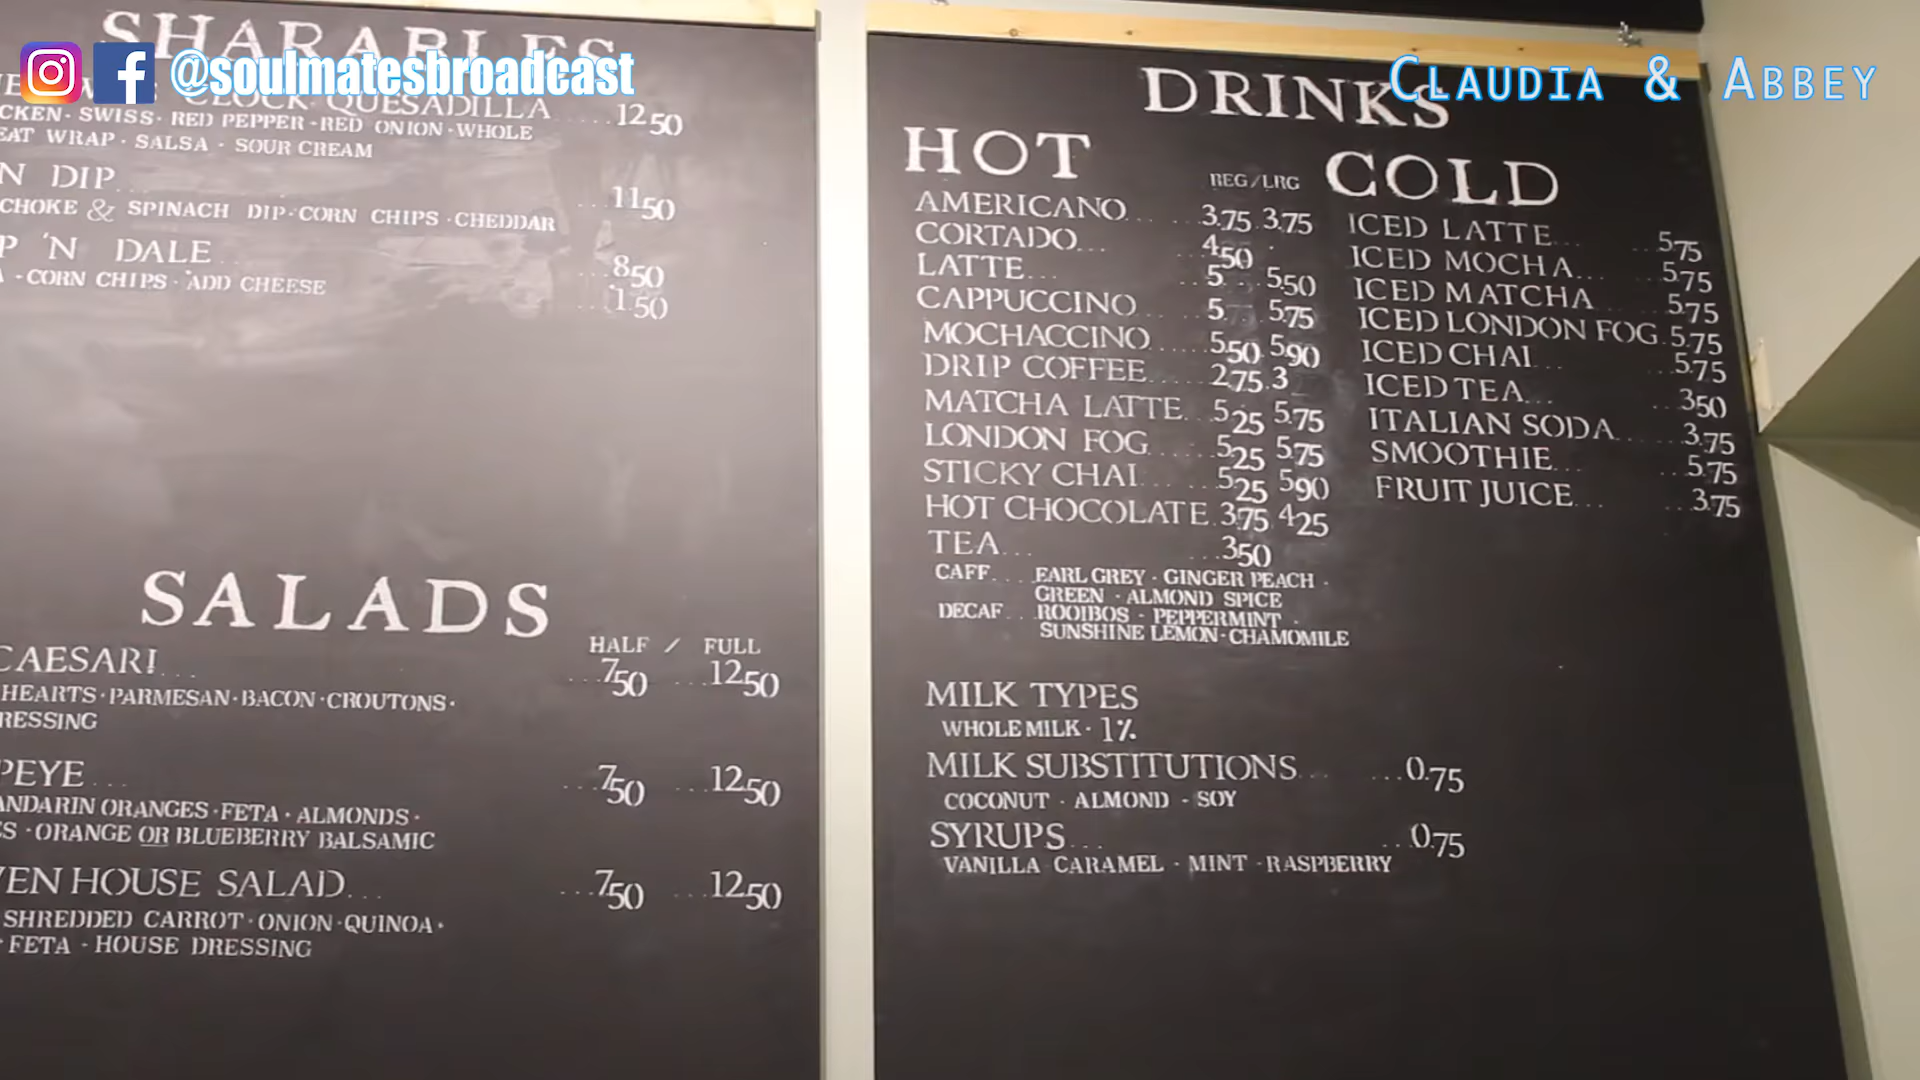 @soulmatesbroadcast
CLAUDIA & ABBEY
SHARABLES
CLOCK QUESADILLA .... 12.50
CKEN · SWISS · RED PEPPER · RED ONION · WHOLE
EAT WRAP · SALSA · SOUR CREAM
N DIP ... 11.50
CHOKE & SPINACH DIP · CORN CHIPS · CHEDDAR
P 'N DALE ... 8.50
A · CORN CHIPS · ADD CHEESE ... 1.50
SALADS
HALF / FULL
CAESAR! ... 7.50 ... 12.50
HEARTS · PARMESAN · BACON · CROUTONS ·
RESSING
PEYE ... 7.50 ... 12.50
ANDARIN ORANGES · FETA · ALMONDS ·
ES · ORANGE OR BLUEBERRY BALSAMIC
VEN HOUSE SALAD ... 7.50 ... 12.50
SHREDDED CARROT · ONION · QUINOA ·
· FETA · HOUSE DRESSING
DRINKS
HOT
REG/LRG
AMERICANO ... 3.75 3.75
CORTADO ... 4.50
LATTE ... 5 5.50
CAPPUCCINO ... 5 5.75
MOCHACCINO ... 5.50 5.90
DRIP COFFEE ... 2.75 3
MATCHA LATTE ... 5.25 5.75
LONDON FOG ... 5.25 5.75
STICKY CHAI ... 5.25 5.90
HOT CHOCOLATE . 3.75 4.25
TEA ... 3.50
CAFF ... EARL GREY · GINGER PEACH ·
GREEN · ALMOND SPICE
DECAF ... ROOIBOS · PEPPERMINT ·
SUNSHINE LEMON · CHAMOMILE
COLD
ICED LATTE ... 5.75
ICED MOCHA ... 5.75
ICED MATCHA ... 5.75
ICED LONDON FOG . 5.75
ICED CHAI ... 5.75
ICED TEA ... 3.50
ITALIAN SODA ... 3.75
SMOOTHIE ... 5.75
FRUIT JUICE ... 3.75
MILK TYPES
WHOLE MILK · 1%
MILK SUBSTITUTIONS ... 0.75
COCONUT · ALMOND · SOY
SYRUPS ... 0.75
VANILLA CARAMEL · MINT · RASPBERRY